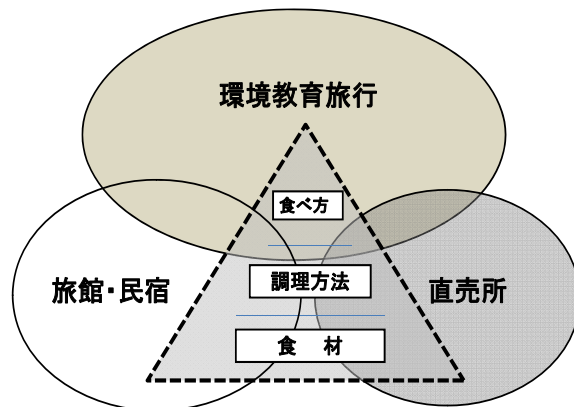 環境教育旅行
食べ方
旅館・民宿
調理方法
直売所
食 材